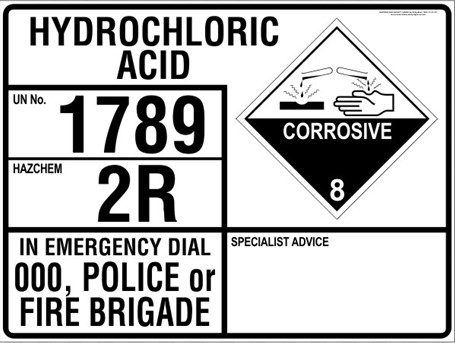 HYDROCHLORIC
ACID
UN No.
1789
HAZCHEM
2R
CORROSIVE
8
IN EMERGENCY DIAL
000, POLICE or
FIRE BRIGADE
SPECIALIST ADVICE